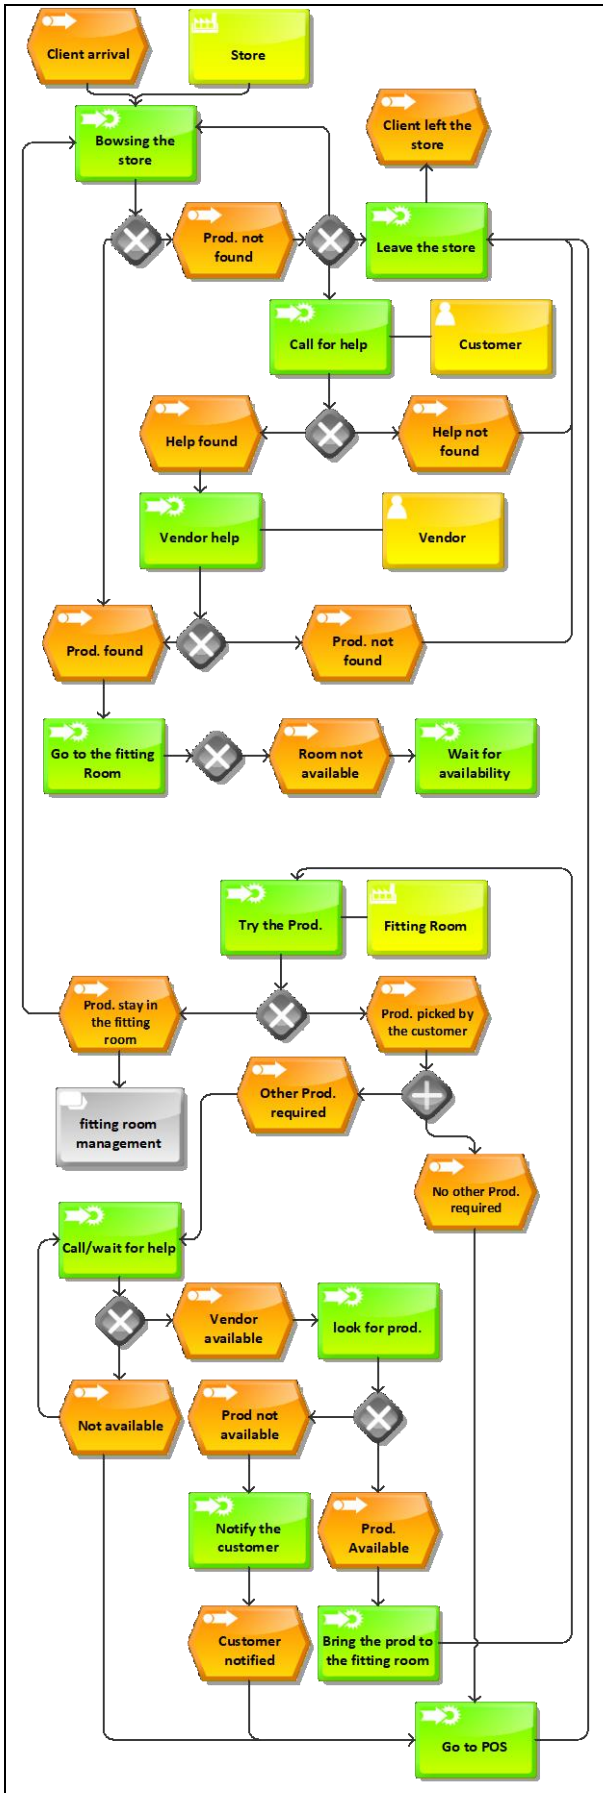 Client arrival
Store
Bowsing the
store
Client left the
store
Prod. not
found
Leave the store
Call for help
Customer
Help found
Help not
found
Vendor help
Vendor
Prod. found
Prod. not
found
Go to the fitting
Room
Room not
available
Wait for
availability
Try the Prod.
Fitting Room
Prod. stay in
the fitting
room
Prod. picked by
the customer
Other Prod.
required
fitting room
management
No other Prod.
required
Call/wait for help
Vendor
available
look for prod.
Not available
Prod not
available
Notify the
customer
Prod.
Available
Customer
notified
Bring the prod to
the fitting room
Go to POS